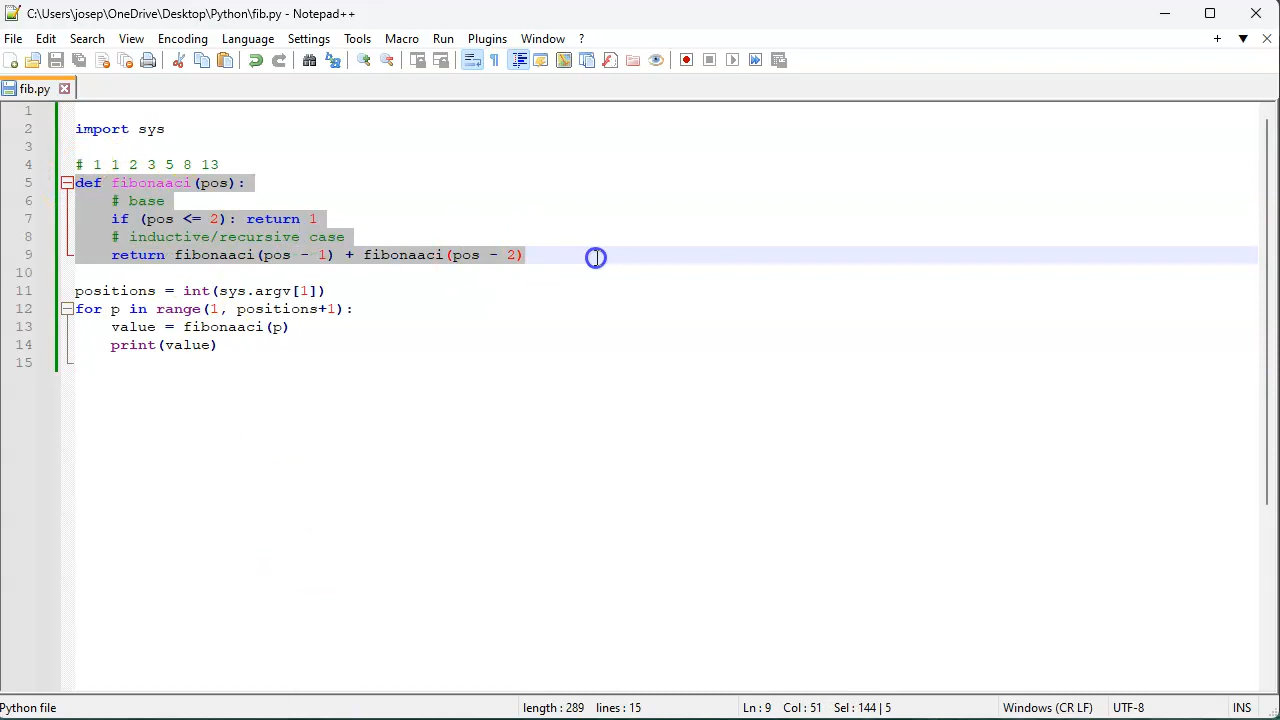 C:\Users\josep\OneDrive\Desktop\Python\fib.py - Notepad++
File Edit Search View Encoding Language Settings Tools Macro Run Plugins Window ?
fib.py
1
2 import sys
3
4 # 1 1 2 3 5 8 13
5 def fibonaaci(pos):
6 # base
7 if (pos <= 2): return 1
8 # inductive/recursive case
9 return fibonaaci(pos - 1) + fibonaaci(pos - 2)
10
11 positions = int(sys.argv[1])
12 for p in range(1, positions+1):
13 value = fibonaaci(p)
14 print(value)
15
Python file length : 289 lines : 15 Ln : 9 Col : 51 Sel : 144 | 5 Windows (CR LF) UTF-8 INS